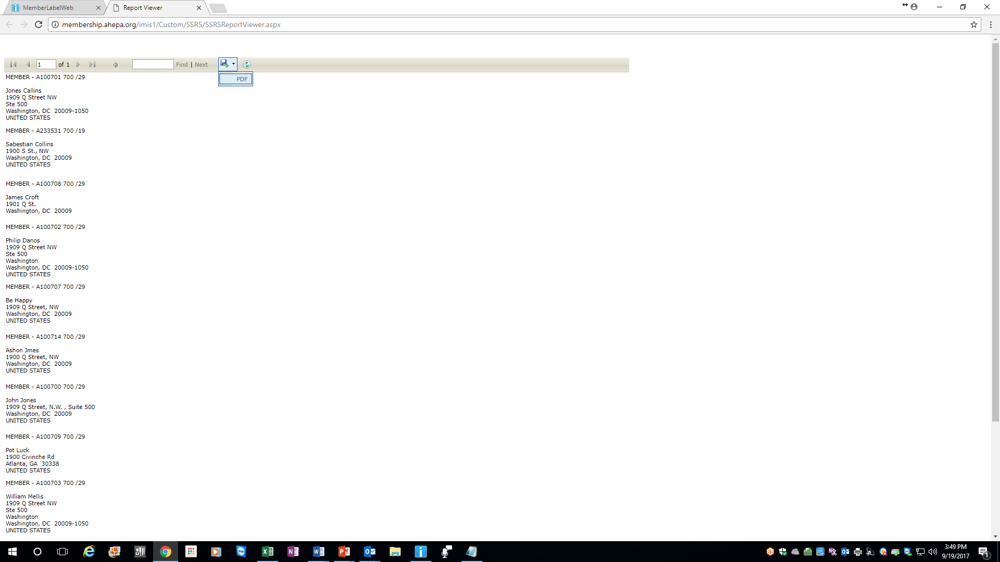 MemberLabelWeb
Report Viewer
membership.ahepa.org/imis1/Custom/SSRS/SSRSReportViewer.aspx
1 of 1 Find | Next
PDF
MEMBER - A100701 700 /29
Jones Callins
1909 Q Street NW
Ste 500
Washington, DC 20009-1050
UNITED STATES
MEMBER - A233531 700 /19
Sabestian Collins
1900 S St., NW
Washington, DC 20009
UNITED STATES
MEMBER - A100708 700 /29
James Croft
1901 Q St.
Washington, DC 20009
MEMBER - A100702 700 /29
Philip Danos
1909 Q Street NW
Ste 500
Washington
Washington, DC 20009-1050
UNITED STATES
MEMBER - A100707 700 /29
Be Happy
1909 Q Street, NW
Washington, DC 20009
UNITED STATES
MEMBER - A100714 700 /29
Ashon Jmes
1900 Q Street, NW
Washington, DC 20009
UNITED STATES
MEMBER - A100700 700 /29
John Jones
1909 Q Street, N.W. , Suite 500
Washington, DC 20009
UNITED STATES
MEMBER - A100709 700 /29
Pot Luck
1900 Civinche Rd
Atlanta, GA 30338
UNITED STATES
MEMBER - A100703 700 /29
William Mellis
1909 Q Street NW
Ste 500
Washington
Washington, DC 20009-1050
UNITED STATES
3:49 PM
9/19/2017
1